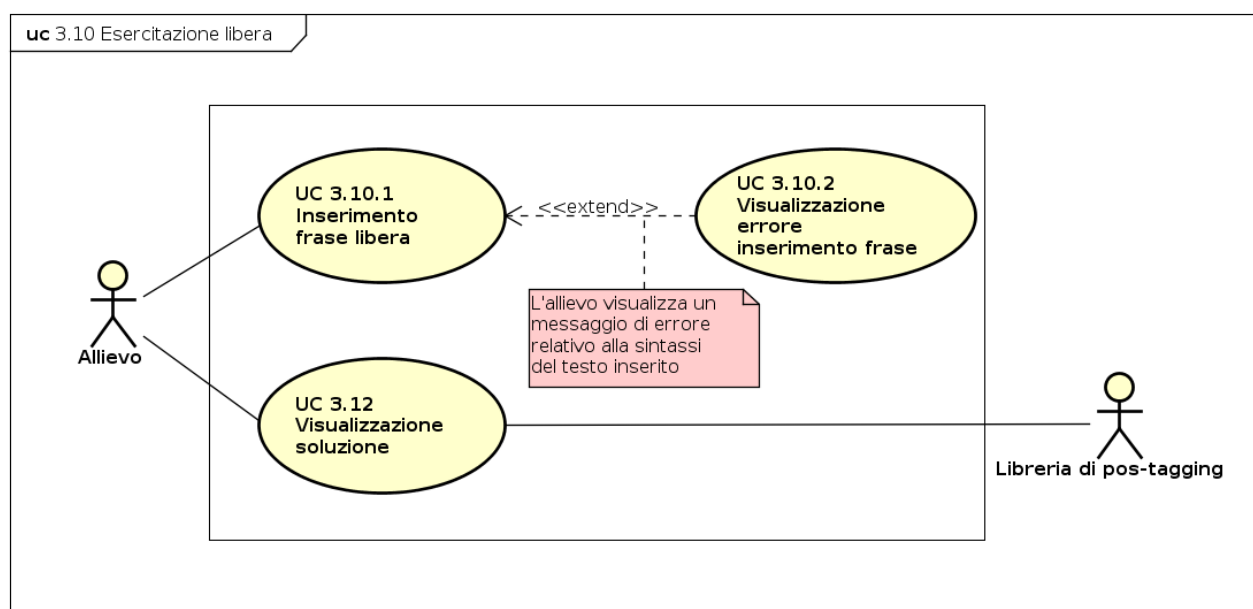 uc 3.10 Esercitazione libera
UC 3.10.1
Inserimento
frase libera
<<extend>>
UC 3.10.2
Visualizzazione
errore
inserimento frase
L'allievo visualizza un
messaggio di errore
relativo alla sintassi
del testo inserito
Allievo
UC 3.12
Visualizzazione
soluzione
Libreria di pos-tagging